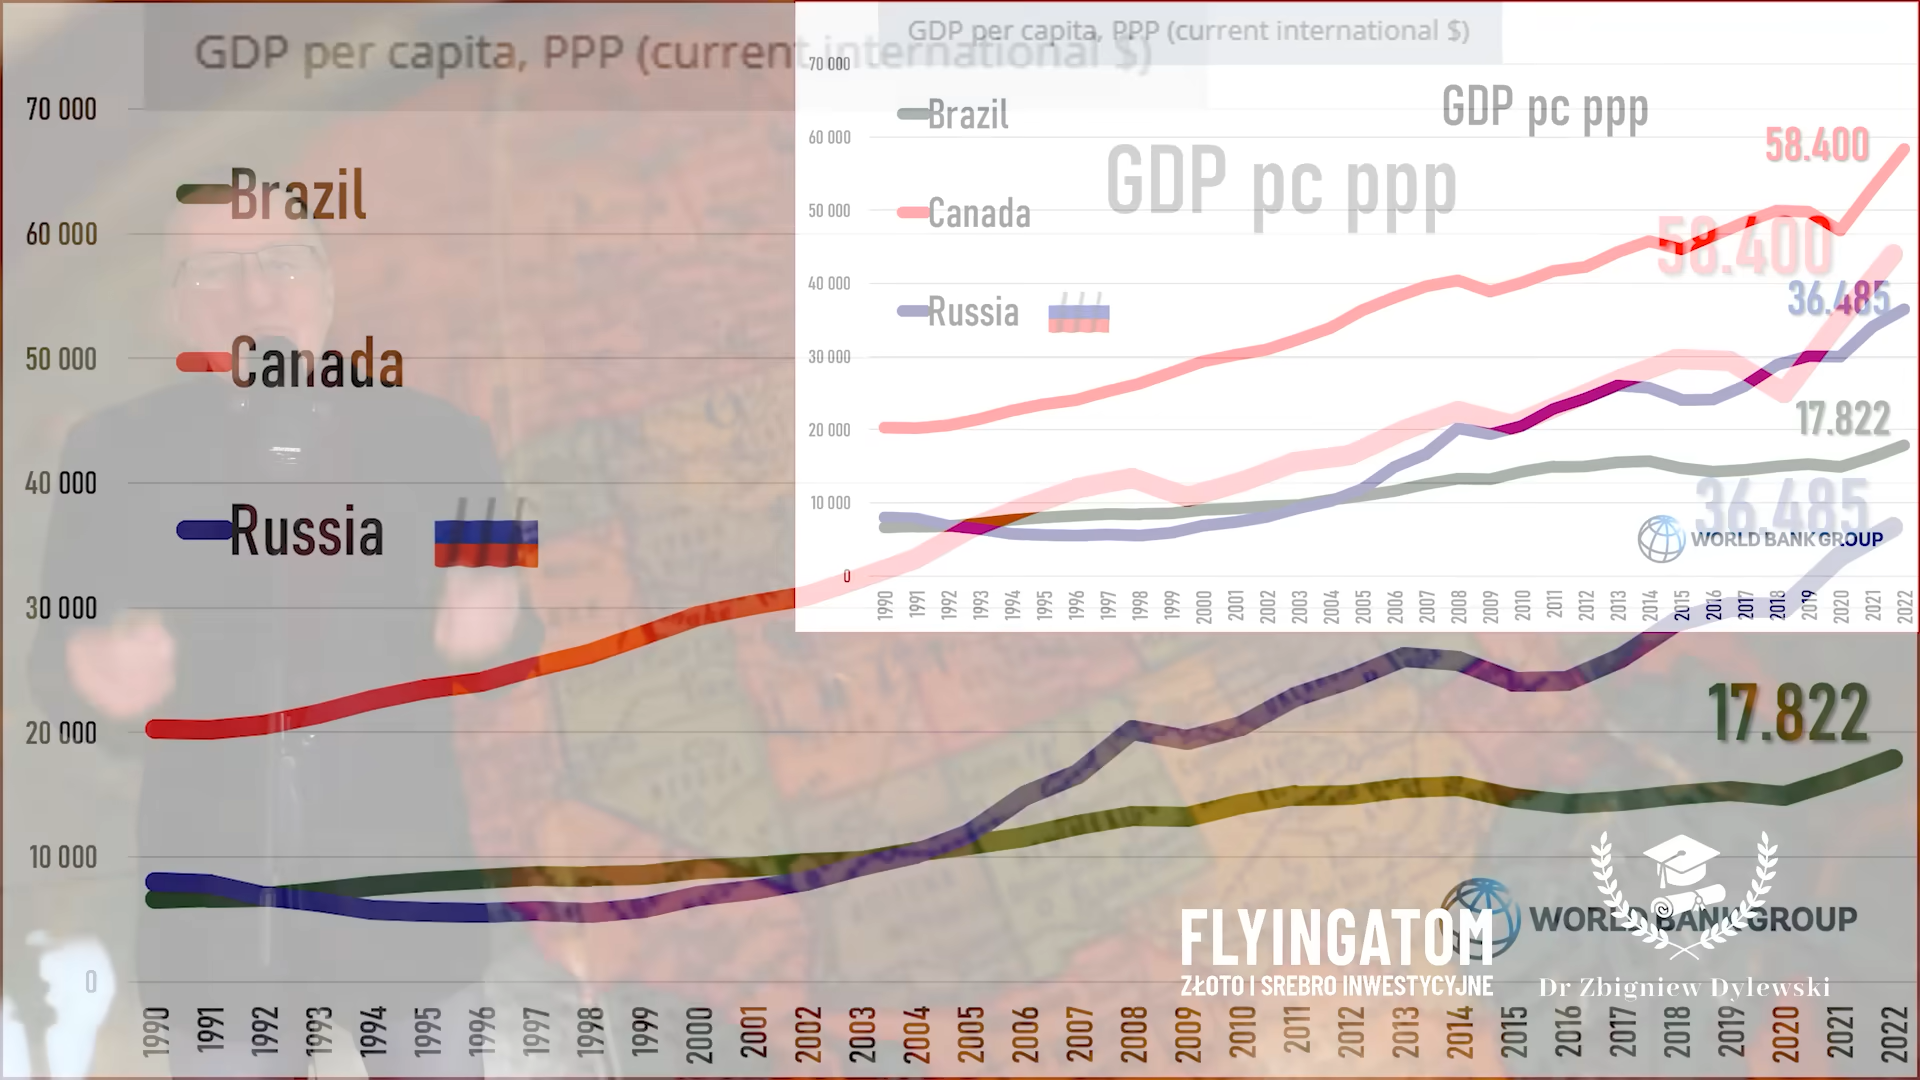 GDP per capita, PPP (current international $)
70 000
60 000
50 000
40 000
30 000
20 000
10 000
0
Brazil
Canada
Russia
GDP pc ppp
58.400
36.485
17.822
WORLD BANK GROUP
1990 1991 1992 1993 1994 1995 1996 1997 1998 1999 2000 2001 2002 2003 2004 2005 2006 2007 2008 2009 2010 2011 2012 2013 2014 2015 2016 2017 2018 2019 2020 2021 2022
GDP per capita, PPP (current international $)
70 000
60 000
50 000
40 000
30 000
20 000
10 000
0
Brazil
Canada
Russia
GDP pc ppp
58.400
36.485
17.822
WORLD BANK GROUP
1990 1991 1992 1993 1994 1995 1996 1997 1998 1999 2000 2001 2002 2003 2004 2005 2006 2007 2008 2009 2010 2011 2012 2013 2014 2015 2016 2017 2018 2019 2020 2021 2022
FLYINGATOM
ZŁOTO I SREBRO INWESTYCYJNE
Dr Zbigniew Dylewski